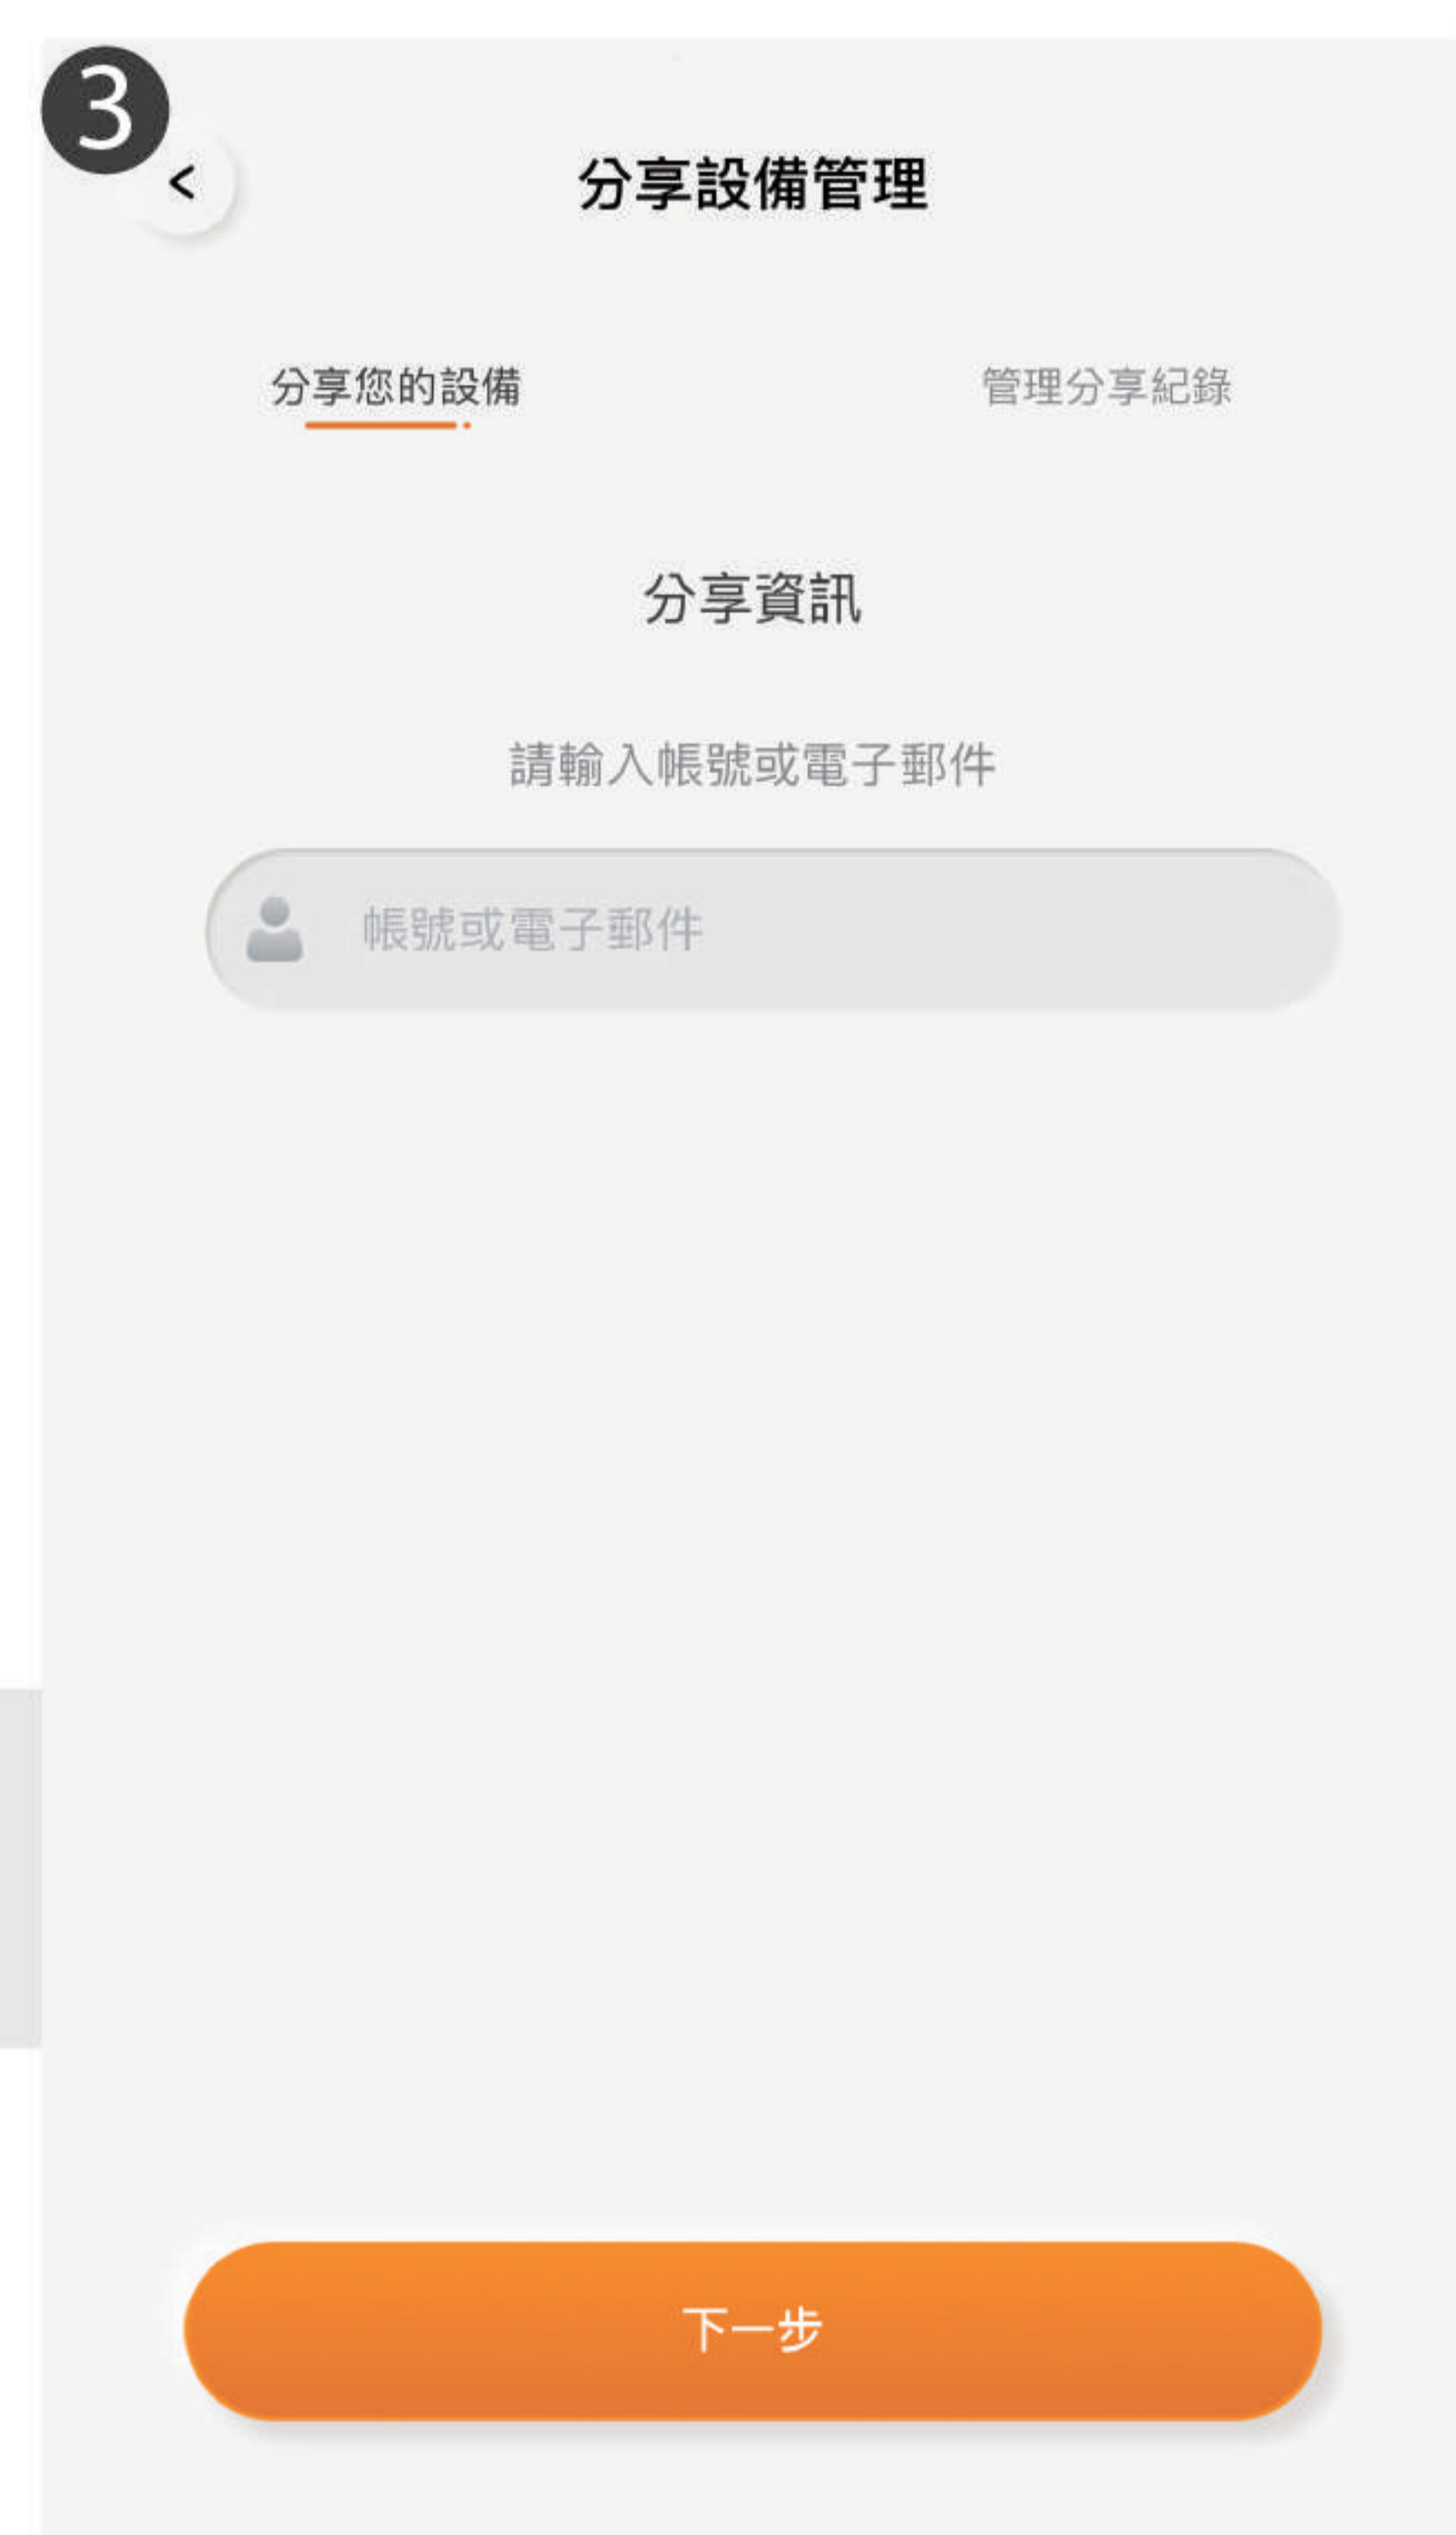 3
<
分享設備管理
分享您的設備
管理分享紀錄
分享資訊
請輸入帳號或電子郵件
帳號或電子郵件
下一步